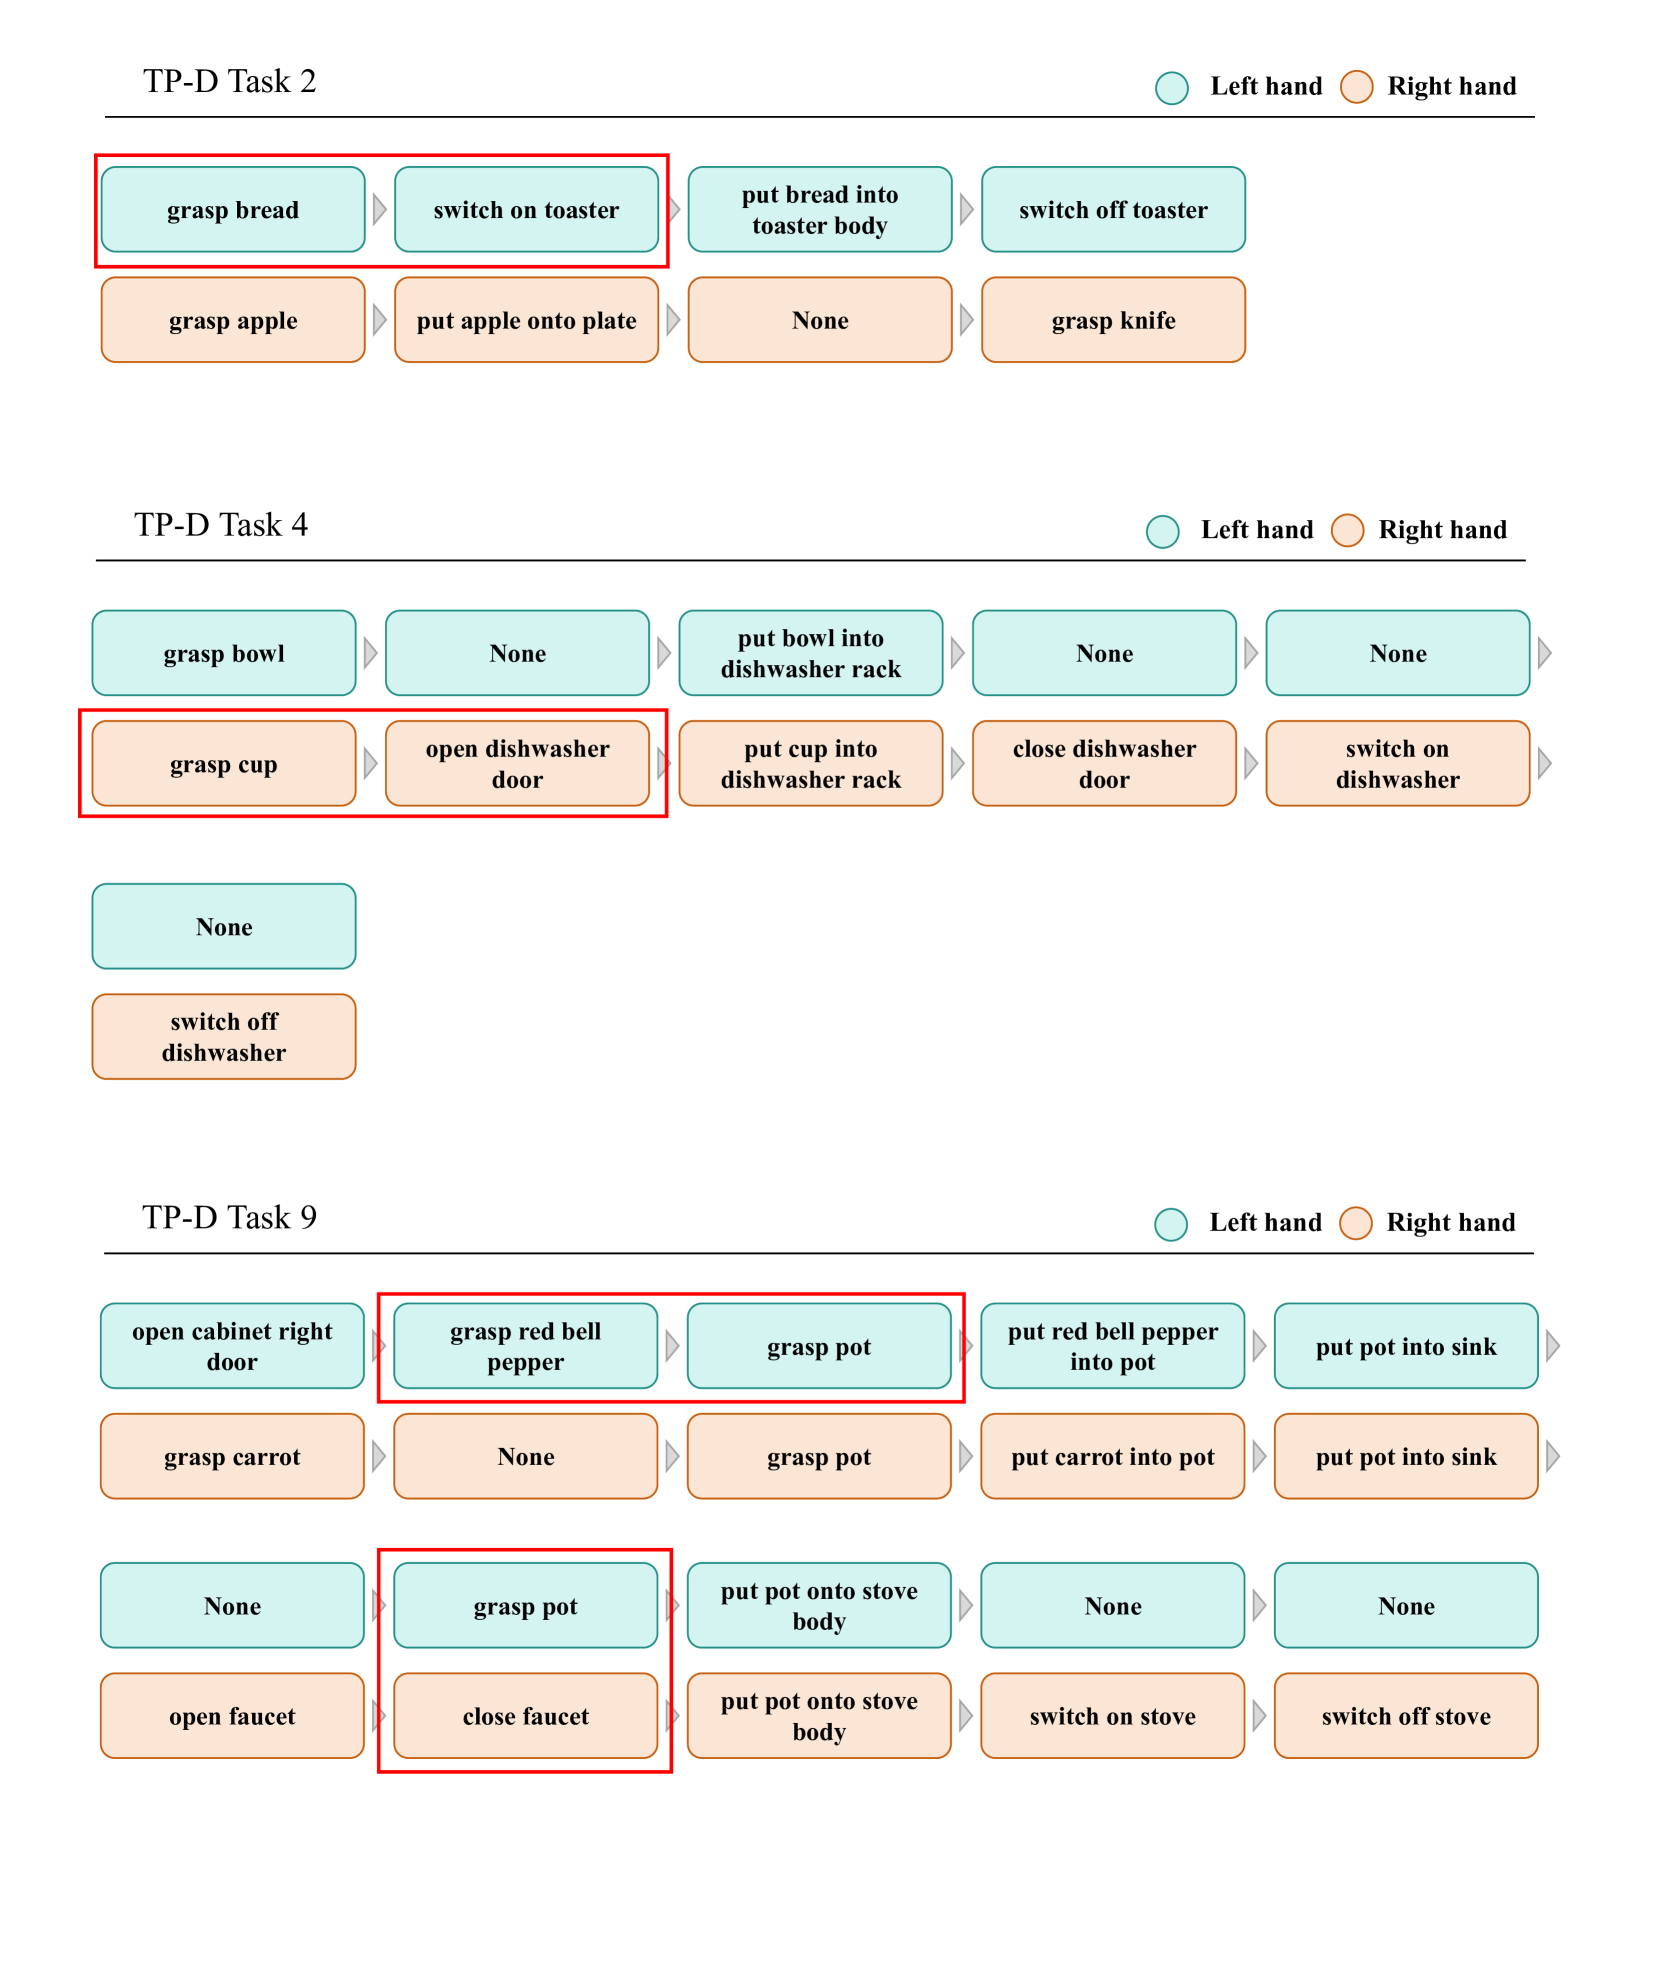 TP-D Task 2
Left hand
Right hand
grasp bread
switch on toaster
put bread into
toaster body
switch off toaster
grasp apple
put apple onto plate
None
grasp knife
TP-D Task 4
Left hand
Right hand
grasp bowl
None
put bowl into
dishwasher rack
None
None
grasp cup
open dishwasher
door
put cup into
dishwasher rack
close dishwasher
door
switch on
dishwasher
None
switch off
dishwasher
TP-D Task 9
Left hand
Right hand
open cabinet right
door
grasp red bell
pepper
grasp pot
put red bell pepper
into pot
put pot into sink
grasp carrot
None
grasp pot
put carrot into pot
put pot into sink
None
grasp pot
put pot onto stove
body
None
None
open faucet
close faucet
put pot onto stove
body
switch on stove
switch off stove